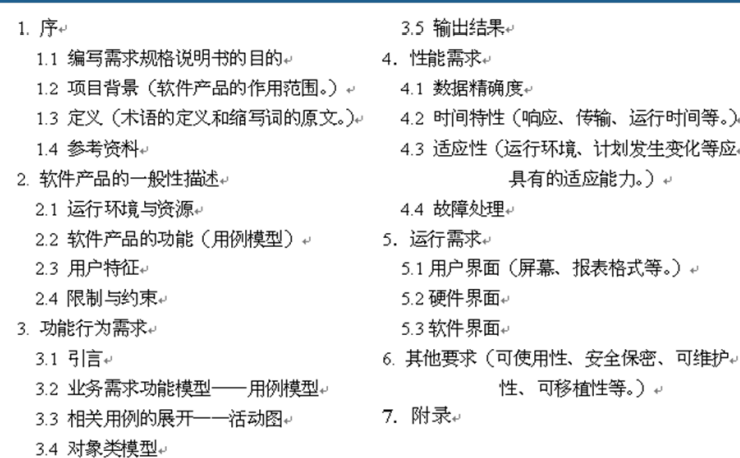 1. 序
1.1 编写需求规格说明书的目的
1.2 项目背景（软件产品的作用范围。）
1.3 定义（术语的定义和缩写词的原文。）
1.4 参考资料
2. 软件产品的一般性描述
2.1 运行环境与资源
2.2 软件产品的功能（用例模型）
2.3 用户特征
2.4 限制与约束
3. 功能行为需求
3.1 引言
3.2 业务需求功能模型——用例模型
3.3 相关用例的展开——活动图
3.4 对象类模型
3.5 输出结果
4. 性能需求
4.1 数据精确度
4.2 时间特性（响应、传输、运行时间等。）
4.3 适应性（运行环境、计划发生变化等应
具有的适应能力。）
4.4 故障处理
5. 运行需求
5.1 用户界面（屏幕、报表格式等。）
5.2 硬件界面
5.3 软件界面
6. 其他要求（可使用性、安全保密、可维护
性、可移植性等。）
7. 附录